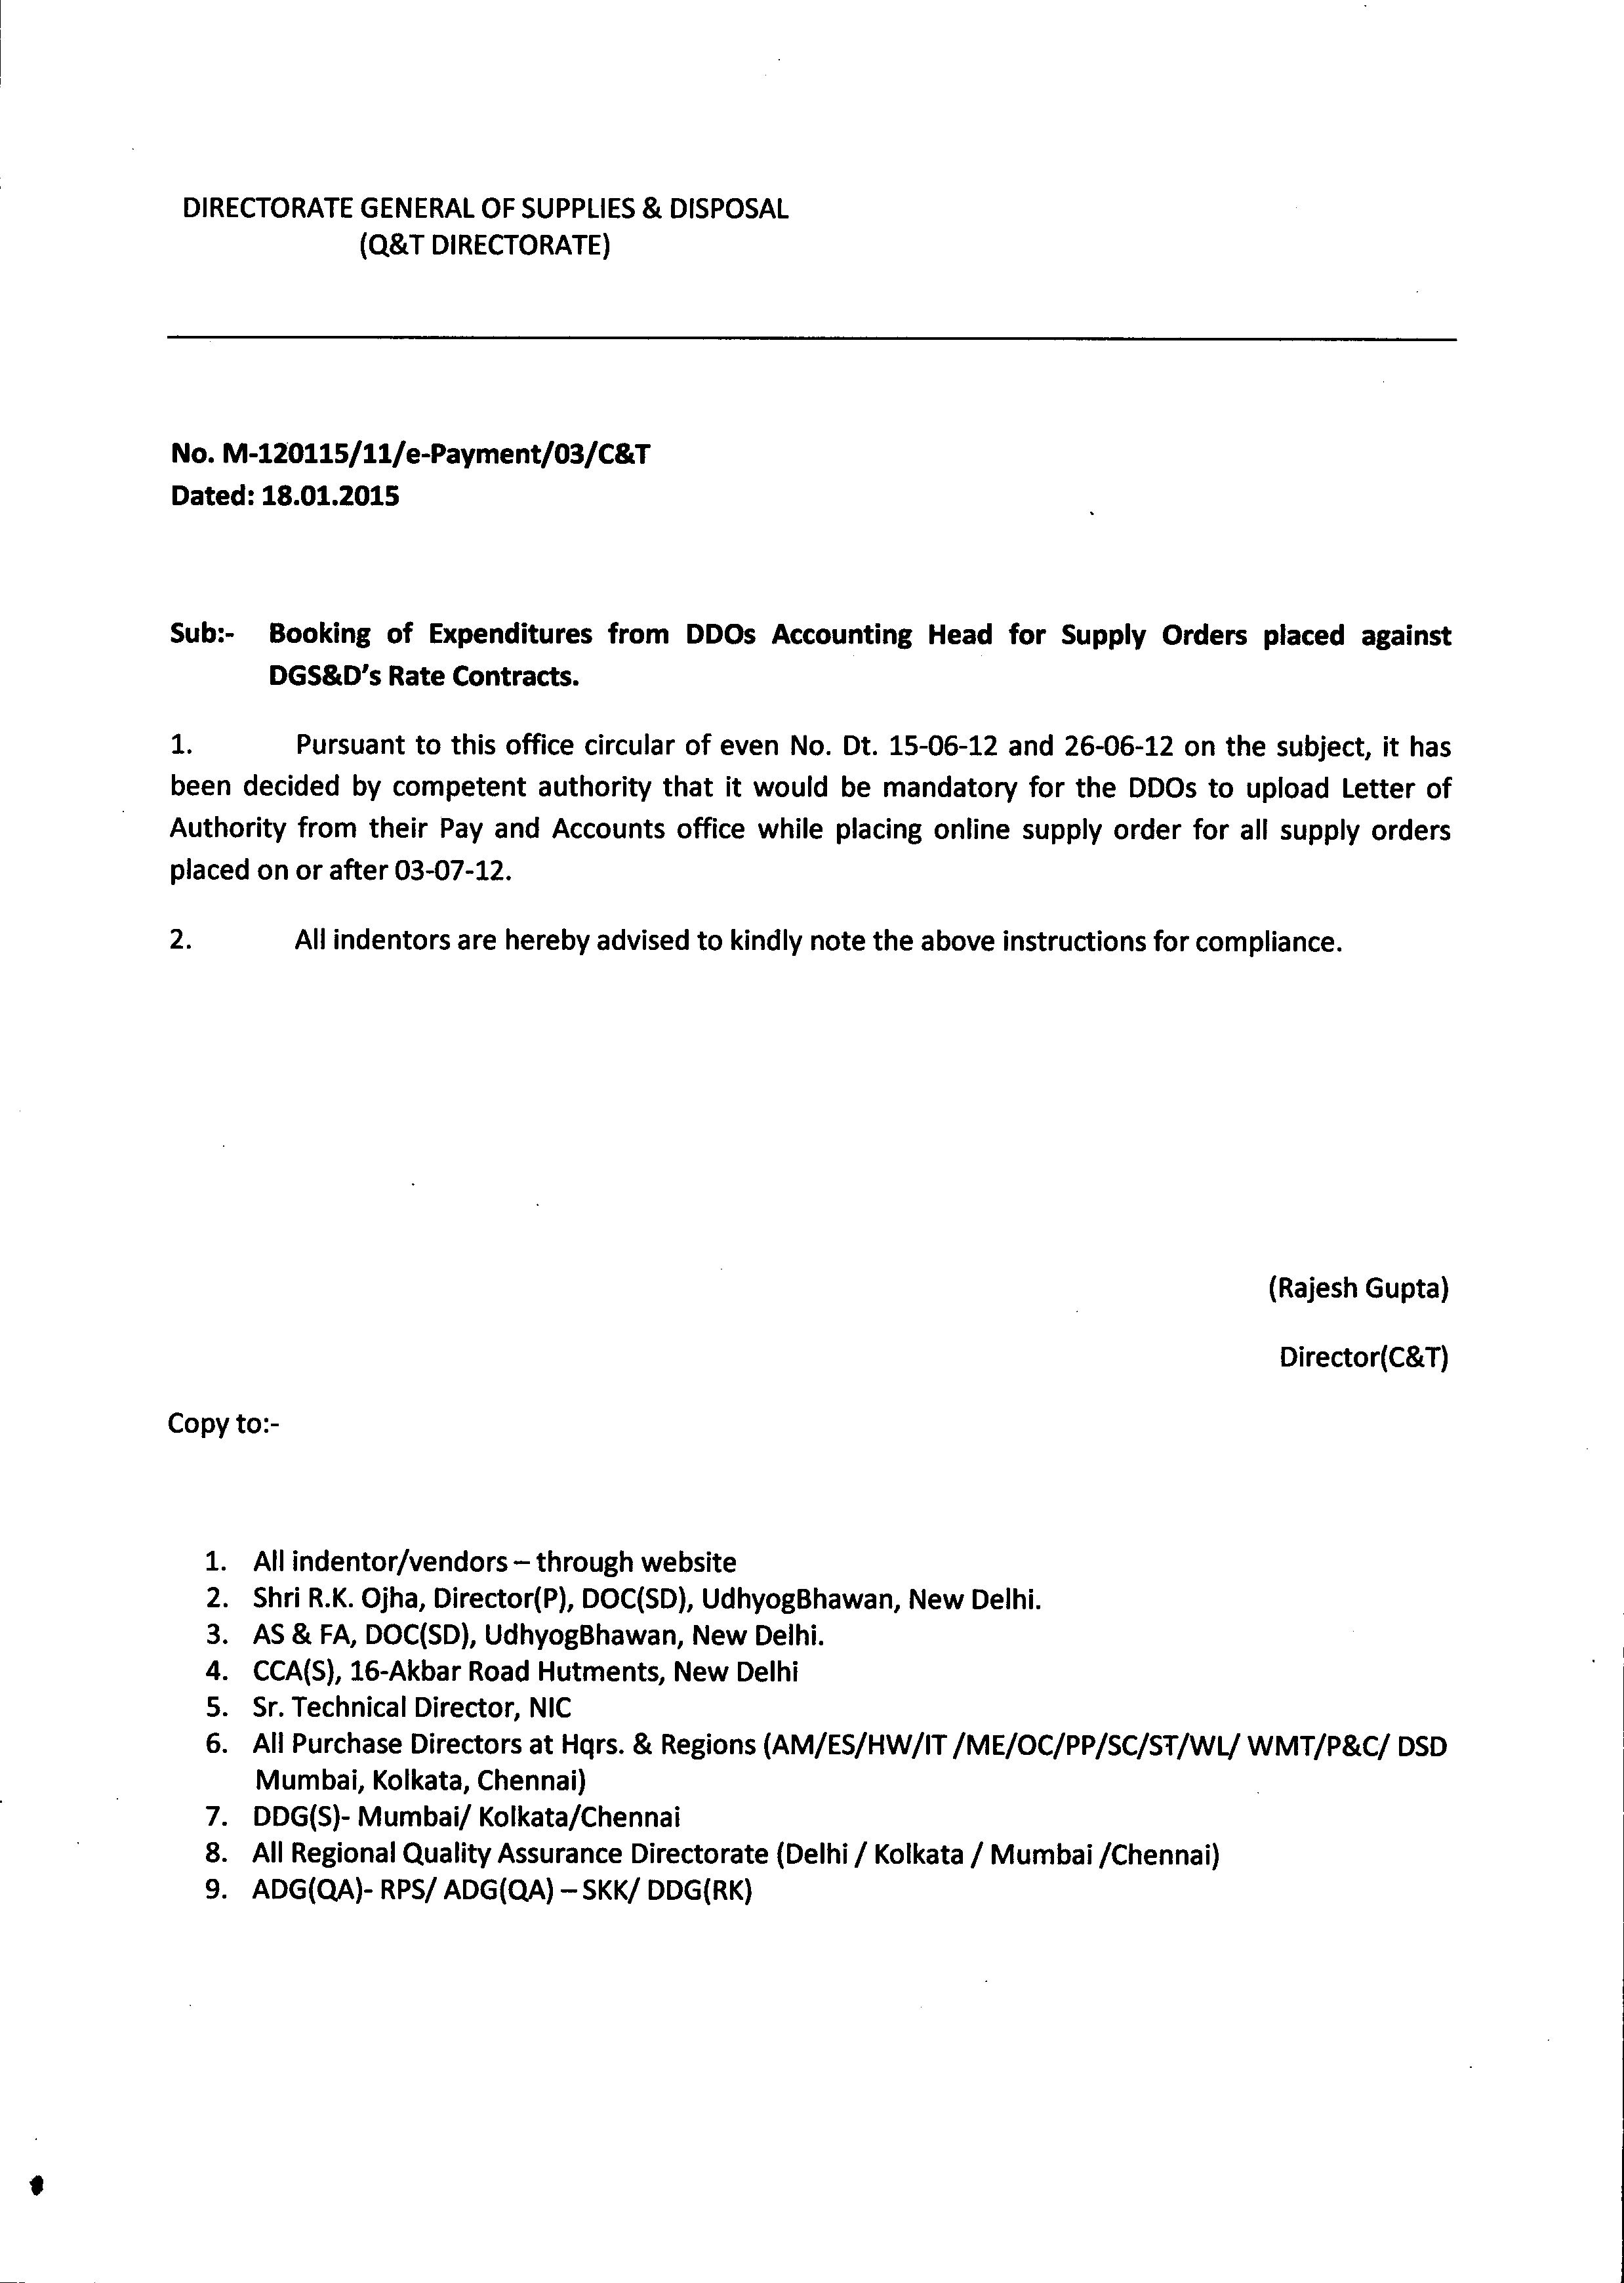 DIRECTORATE GENERAL OF SUPPLIES & DISPOSAL
(Q&T DIRECTORATE)
No. M-120115/11/e-Payment/03/C&T
Dated: 18.01.2015
Sub:- Booking of Expenditures from DDOs Accounting Head for Supply Orders placed against
DGS&D's Rate Contracts.
1. Pursuant to this office circular of even No. Dt. 15-06-12 and 26-06-12 on the subject, it has
been decided by competent authority that it would be mandatory for the DDOs to upload Letter of
Authority from their Pay and Accounts office while placing online supply order for all supply orders
placed on or after 03-07-12.
2. All indentors are hereby advised to kindly note the above instructions for compliance.
(Rajesh Gupta)
Director(C&T)
Copy to:-
1. All indentor/vendors – through website
2. Shri R.K. Ojha, Director(P), DOC(SD), UdhyogBhawan, New Delhi.
3. AS & FA, DOC(SD), UdhyogBhawan, New Delhi.
4. CCA(S), 16-Akbar Road Hutments, New Delhi
5. Sr. Technical Director, NIC
6. All Purchase Directors at Hqrs. & Regions (AM/ES/HW/IT /ME/OC/PP/SC/ST/WL/ WMT/P&C/ DSD
Mumbai, Kolkata, Chennai)
7. DDG(S)- Mumbai/ Kolkata/Chennai
8. All Regional Quality Assurance Directorate (Delhi / Kolkata / Mumbai /Chennai)
9. ADG(QA)- RPS/ ADG(QA) – SKK/ DDG(RK)